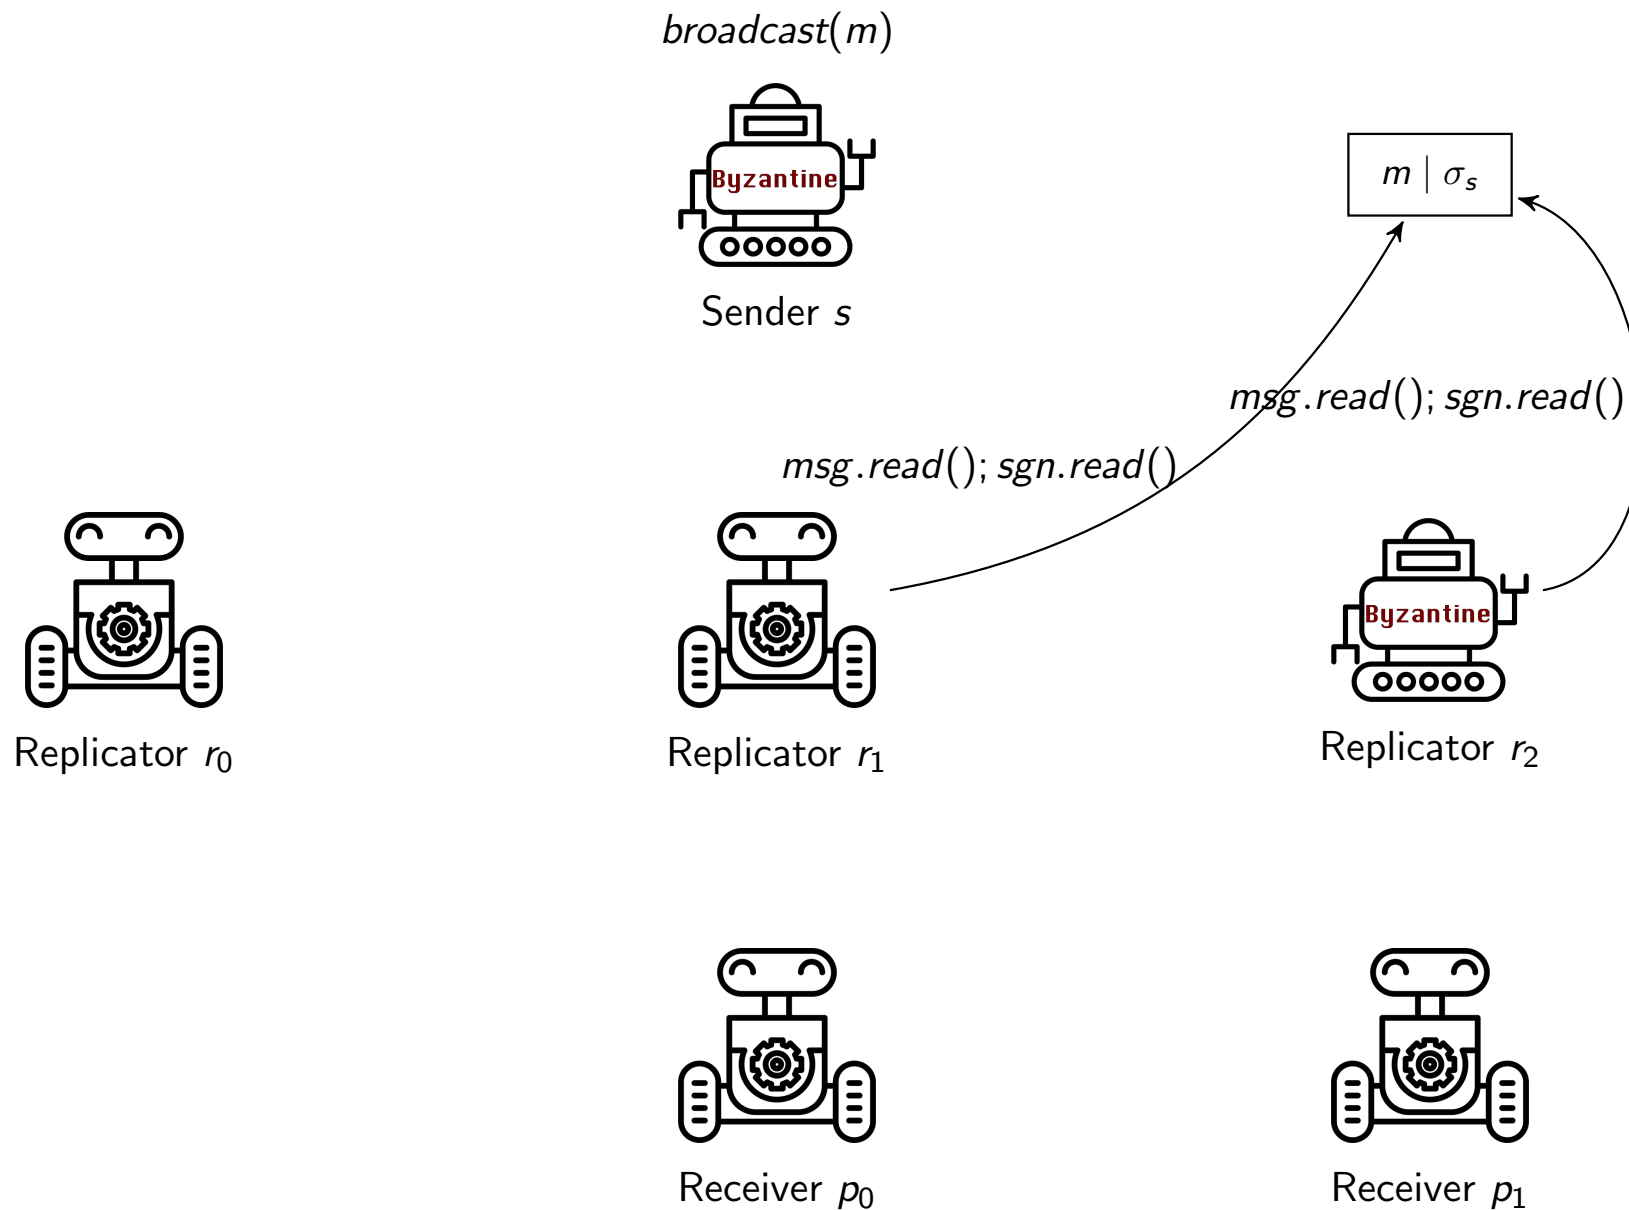 broadcast(m)
Byzantine
m | σₛ
Sender s
msg.read(); sgn.read()
msg.read(); sgn.read()
Byzantine
Replicator r₀
Replicator r₁
Replicator r₂
Receiver p₀
Receiver p₁